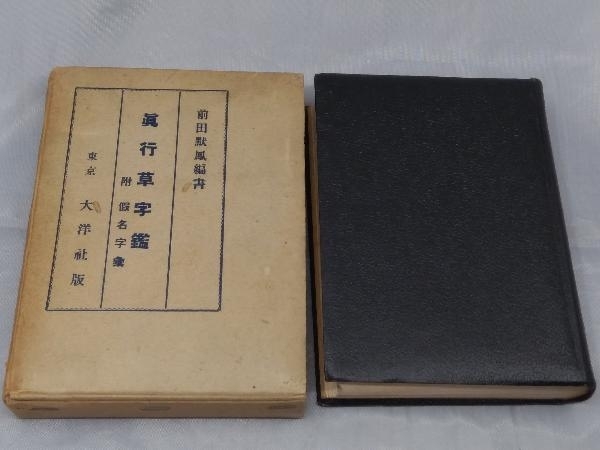 前田默鳳編書
眞行草字鑑
附 假名字彙
東京 大洋社版